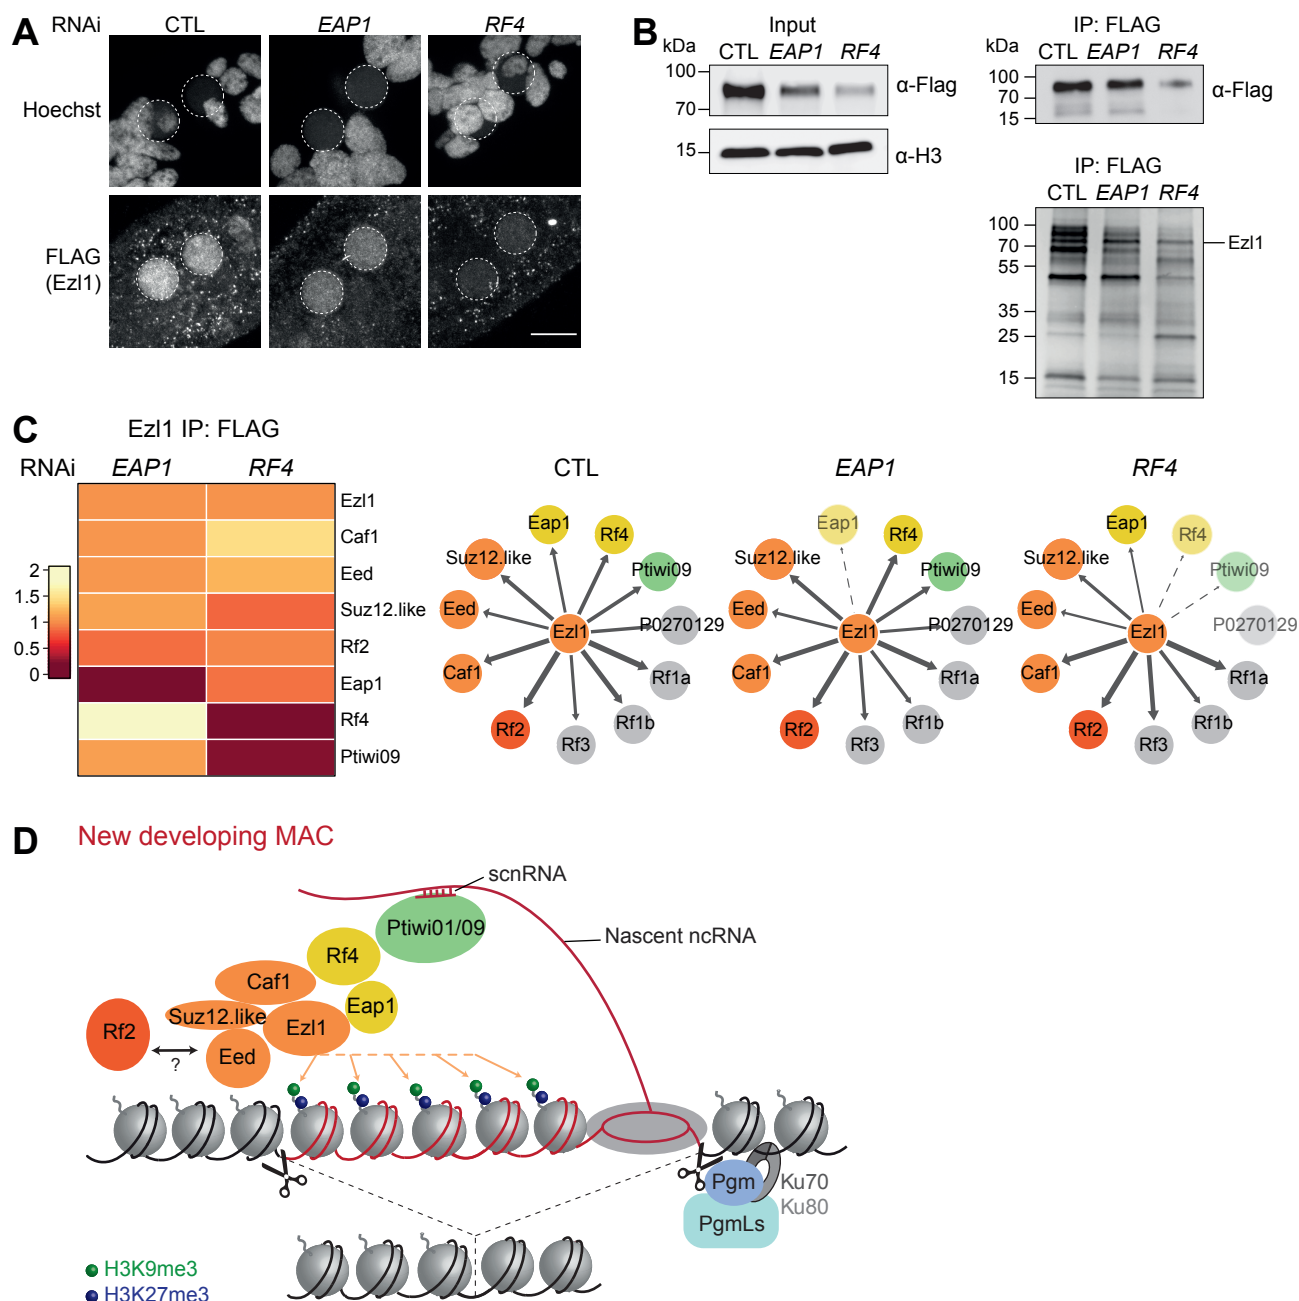 A
RNAi
CTL
EAP1
RF4
Hoechst
FLAG
(Ezl1)
B
Input
kDa
CTL EAP1 RF4
100
70
α-Flag
15
α-H3
IP: FLAG
kDa
CTL EAP1 RF4
100
70
15
α-Flag
IP: FLAG
CTL EAP1 RF4
100
70
55
35
25
15
Ezl1
C
Ezl1 IP: FLAG
RNAi
EAP1
RF4
2
1.5
1
0.5
0
Ezl1
Caf1
Eed
Suz12.like
Rf2
Eap1
Rf4
Ptiwi09
CTL
Eap1
Rf4
Suz12.like
Ptiwi09
Eed
Ezl1
P0270129
Caf1
Rf1a
Rf2
Rf3
Rf1b
EAP1
Eap1
Rf4
Suz12.like
Ptiwi09
Eed
Ezl1
P0270129
Caf1
Rf1a
Rf2
Rf3
Rf1b
RF4
Eap1
Rf4
Suz12.like
Ptiwi09
Eed
Ezl1
P0270129
Caf1
Rf1a
Rf2
Rf3
Rf1b
D
New developing MAC
scnRNA
Ptiwi01/09
Nascent ncRNA
Rf4
Caf1
Eap1
Suz12.like
Ezl1
Rf2
?
Eed
Pgm
Ku70
Ku80
PgmLs
H3K9me3
H3K27me3